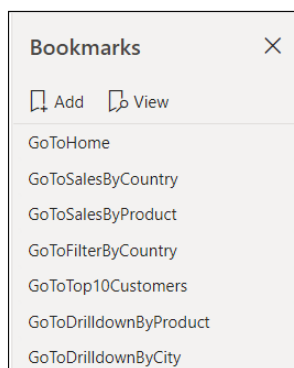 Bookmarks
Add View
GoToHome
GoToSalesByCountry
GoToSalesByProduct
GoToFilterByCountry
GoToTop10Customers
GoToDrilldownByProduct
GoToDrilldownByCity